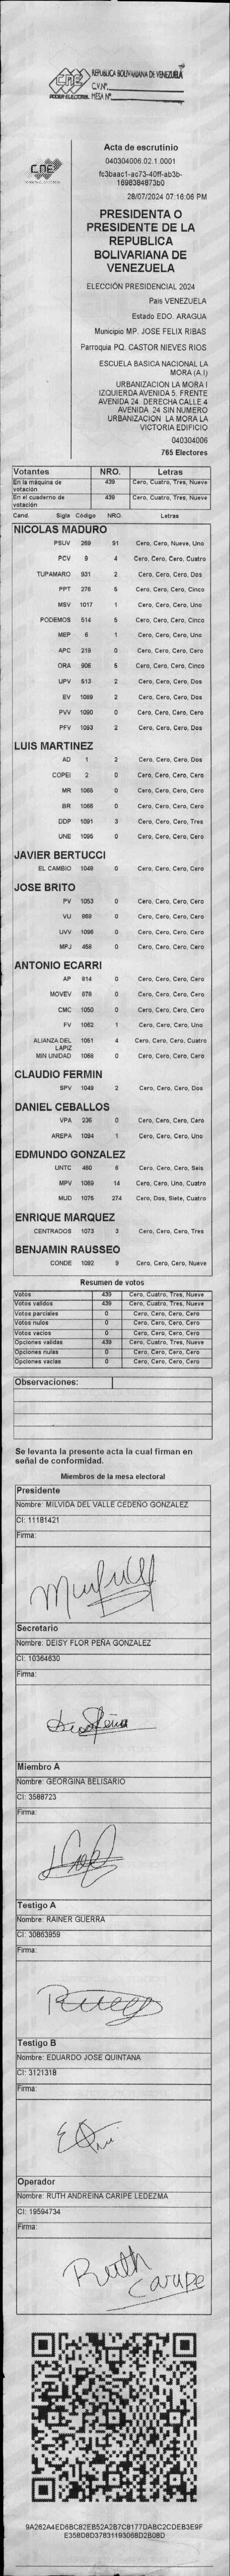 CNE
PODER ELECTORAL
REPUBLICA BOLIVARIANA DE VENEZUELA
C.V.Nº
MESA Nº
CNE
Acta de escrutinio
040304006.02.1.0001
fc3baac1-ac73-40ff-ab3b-
1698384873b0
28/07/2024 07:16:06 PM
PRESIDENTA O
PRESIDENTE DE LA
REPUBLICA
BOLIVARIANA DE
VENEZUELA
ELECCIÓN PRESIDENCIAL 2024
Pais VENEZUELA
Estado EDO. ARAGUA
Municipio MP. JOSE FELIX RIBAS
Parroquia PQ. CASTOR NIEVES RIOS
ESCUELA BASICA NACIONAL LA
MORA (A.I)
URBANIZACION LA MORA I
IZQUIERDA AVENIDA 5. FRENTE
AVENIDA 24. DERECHA CALLE 4
AVENIDA 24 SIN NUMERO
URBANIZACION LA MORA LA
VICTORIA EDIFICIO
040304006
765 Electores
Votantes NRO. Letras
En la máquina de votación 439 Cero, Cuatro, Tres, Nueve
En el cuaderno de votación 439 Cero, Cuatro, Tres, Nueve
Cand. Sigla Código NRO. Letras
NICOLAS MADURO
PSUV 269 91 Cero, Cero, Nueve, Uno
PCV 9 4 Cero, Cero, Cero, Cuatro
TUPAMARO 931 2 Cero, Cero, Cero, Dos
PPT 276 5 Cero, Cero, Cero, Cinco
MSV 1017 1 Cero, Cero, Cero, Uno
PODEMOS 514 5 Cero, Cero, Cero, Cinco
MEP 6 1 Cero, Cero, Cero, Uno
APC 219 0 Cero, Cero, Cero, Cero
ORA 906 5 Cero, Cero, Cero, Cinco
UPV 513 2 Cero, Cero, Cero, Dos
EV 1089 2 Cero, Cero, Cero, Dos
PVV 1090 0 Cero, Cero, Cero, Cero
PFV 1093 2 Cero, Cero, Cero, Dos
LUIS MARTINEZ
AD 1 2 Cero, Cero, Cero, Dos
COPEI 2 0 Cero, Cero, Cero, Cero
MR 1065 0 Cero, Cero, Cero, Cero
BR 1066 0 Cero, Cero, Cero, Cero
DDP 1091 3 Cero, Cero, Cero, Tres
UNE 1095 0 Cero, Cero, Cero, Cero
JAVIER BERTUCCI
EL CAMBIO 1048 0 Cero, Cero, Cero, Cero
JOSE BRITO
PV 1053 0 Cero, Cero, Cero, Cero
VU 969 0 Cero, Cero, Cero, Cero
UVV 1096 0 Cero, Cero, Cero, Cero
MPJ 458 0 Cero, Cero, Cero, Cero
ANTONIO ECARRI
AP 814 0 Cero, Cero, Cero, Cero
MOVEV 878 0 Cero, Cero, Cero, Cero
CMC 1050 0 Cero, Cero, Cero, Cero
FV 1062 1 Cero, Cero, Cero, Uno
ALIANZA DEL LAPIZ 1051 4 Cero, Cero, Cero, Cuatro
MIN UNIDAD 1068 0 Cero, Cero, Cero, Cero
CLAUDIO FERMIN
SPV 1049 2 Cero, Cero, Cero, Dos
DANIEL CEBALLOS
VPA 236 0 Cero, Cero, Cero, Cero
AREPA 1094 1 Cero, Cero, Cero, Uno
EDMUNDO GONZALEZ
UNTC 460 6 Cero, Cero, Cero, Seis
MPV 1069 14 Cero, Cero, Uno, Cuatro
MUD 1075 274 Cero, Dos, Siete, Cuatro
ENRIQUE MARQUEZ
CENTRADOS 1073 3 Cero, Cero, Cero, Tres
BENJAMIN RAUSSEO
CONDE 1092 9 Cero, Cero, Cero, Nueve
Resumen de votos
Votos 439 Cero, Cuatro, Tres, Nueve
Votos validos 439 Cero, Cuatro, Tres, Nueve
Votos parciales 0 Cero, Cero, Cero, Cero
Votos nulos 0 Cero, Cero, Cero, Cero
Votos vacios 0 Cero, Cero, Cero, Cero
Opciones validas 439 Cero, Cuatro, Tres, Nueve
Opciones nulas 0 Cero, Cero, Cero, Cero
Opciones vacias 0 Cero, Cero, Cero, Cero
Observaciones:
Se levanta la presente acta la cual firman en
señal de conformidad.
Miembros de la mesa electoral
Presidente
Nombre: MILVIDA DEL VALLE CEDEÑO GONZALEZ
CI: 11181421
Firma:
Secretario
Nombre: DEISY FLOR PEÑA GONZALEZ
CI: 10364630
Firma:
Miembro A
Nombre: GEORGINA BELISARIO
CI: 3588723
Firma:
Testigo A
Nombre: RAINER GUERRA
CI: 30863959
Firma:
Testigo B
Nombre: EDUARDO JOSE QUINTANA
CI: 3121318
Firma:
Operador
Nombre: RUTH ANDREINA CARIPE LEDEZMA
CI: 19594734
Firma:
Ruth
Caripe
9A262A4ED6BC82EB52A2B7C8177DABC2CDEB3E9F
E358D8D37831193068D2B08D